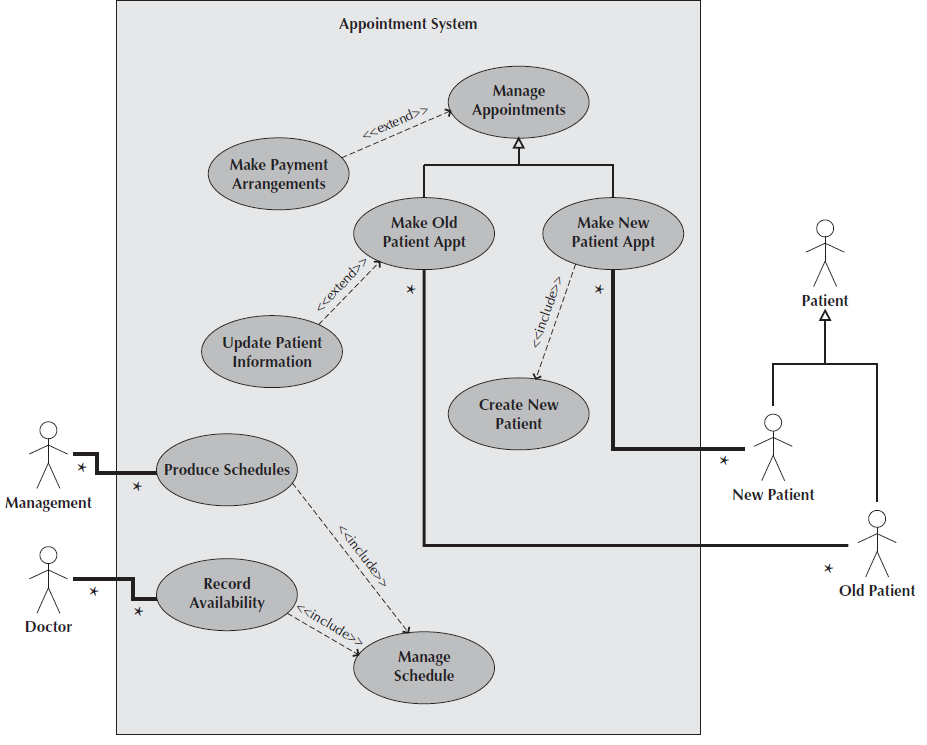 Appointment System
Manage
Appointments
<<extend>>
Make Payment
Arrangements
Make Old
Patient Appt
Make New
Patient Appt
*
*
<<extend>>
<<include>>
Patient
Update Patient
Information
Create New
Patient
Management
*
*
Produce Schedules
*
New Patient
<<include>>
Doctor
*
*
Record
Availability
<<include>>
*
Old Patient
Manage
Schedule